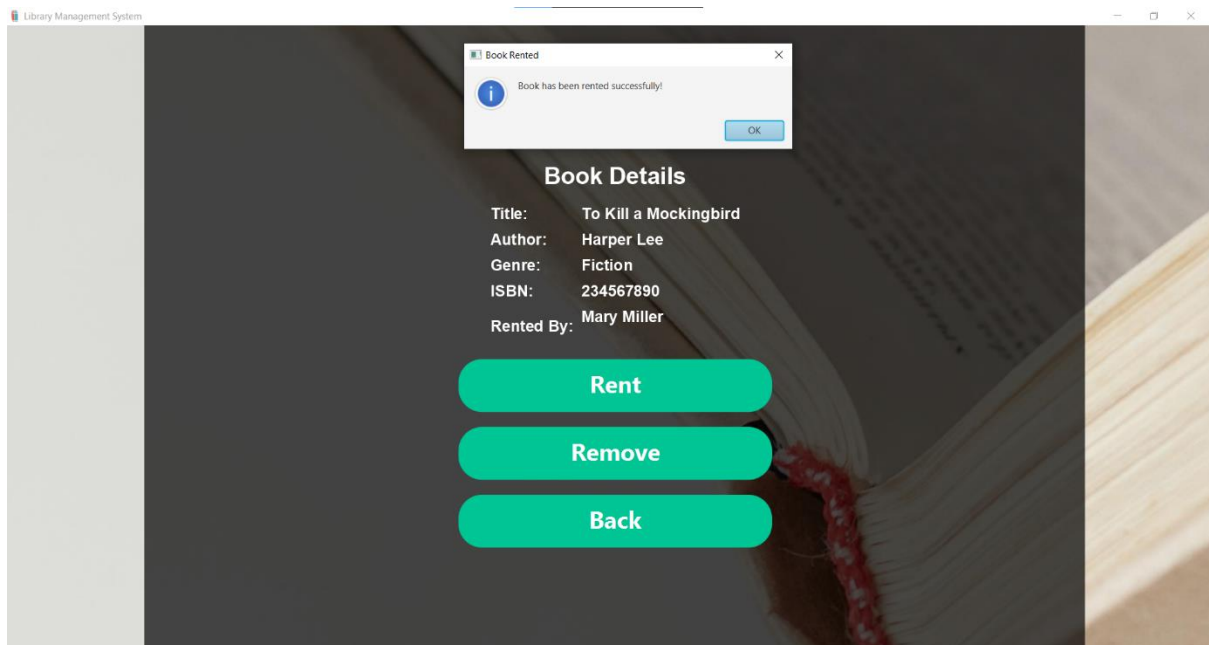 Library Management System
Book Rented
Book has been rented successfully!
OK
Book Details
Title: To Kill a Mockingbird
Author: Harper Lee
Genre: Fiction
ISBN: 234567890
Rented By: Mary Miller
Rent
Remove
Back